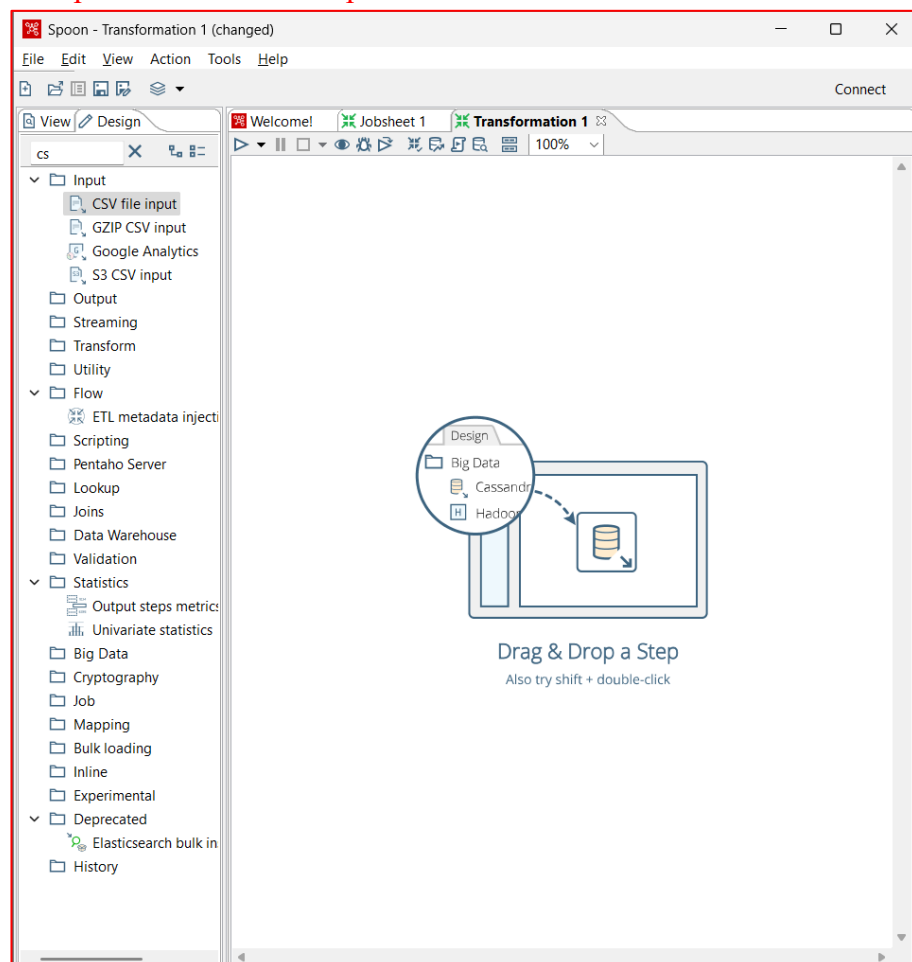 Spoon - Transformation 1 (changed)
File Edit View Action Tools Help
Connect
View Design
Welcome! Jobsheet 1 Transformation 1
cs
100%
Input
CSV file input
GZIP CSV input
Google Analytics
S3 CSV input
Output
Streaming
Transform
Utility
Flow
ETL metadata injecti
Scripting
Pentaho Server
Lookup
Joins
Data Warehouse
Validation
Statistics
Output steps metrics
Univariate statistics
Big Data
Cryptography
Job
Mapping
Bulk loading
Inline
Experimental
Deprecated
Elasticsearch bulk in
History
Design
Big Data
Cassandr
H Hadoop
Drag & Drop a Step
Also try shift + double-click